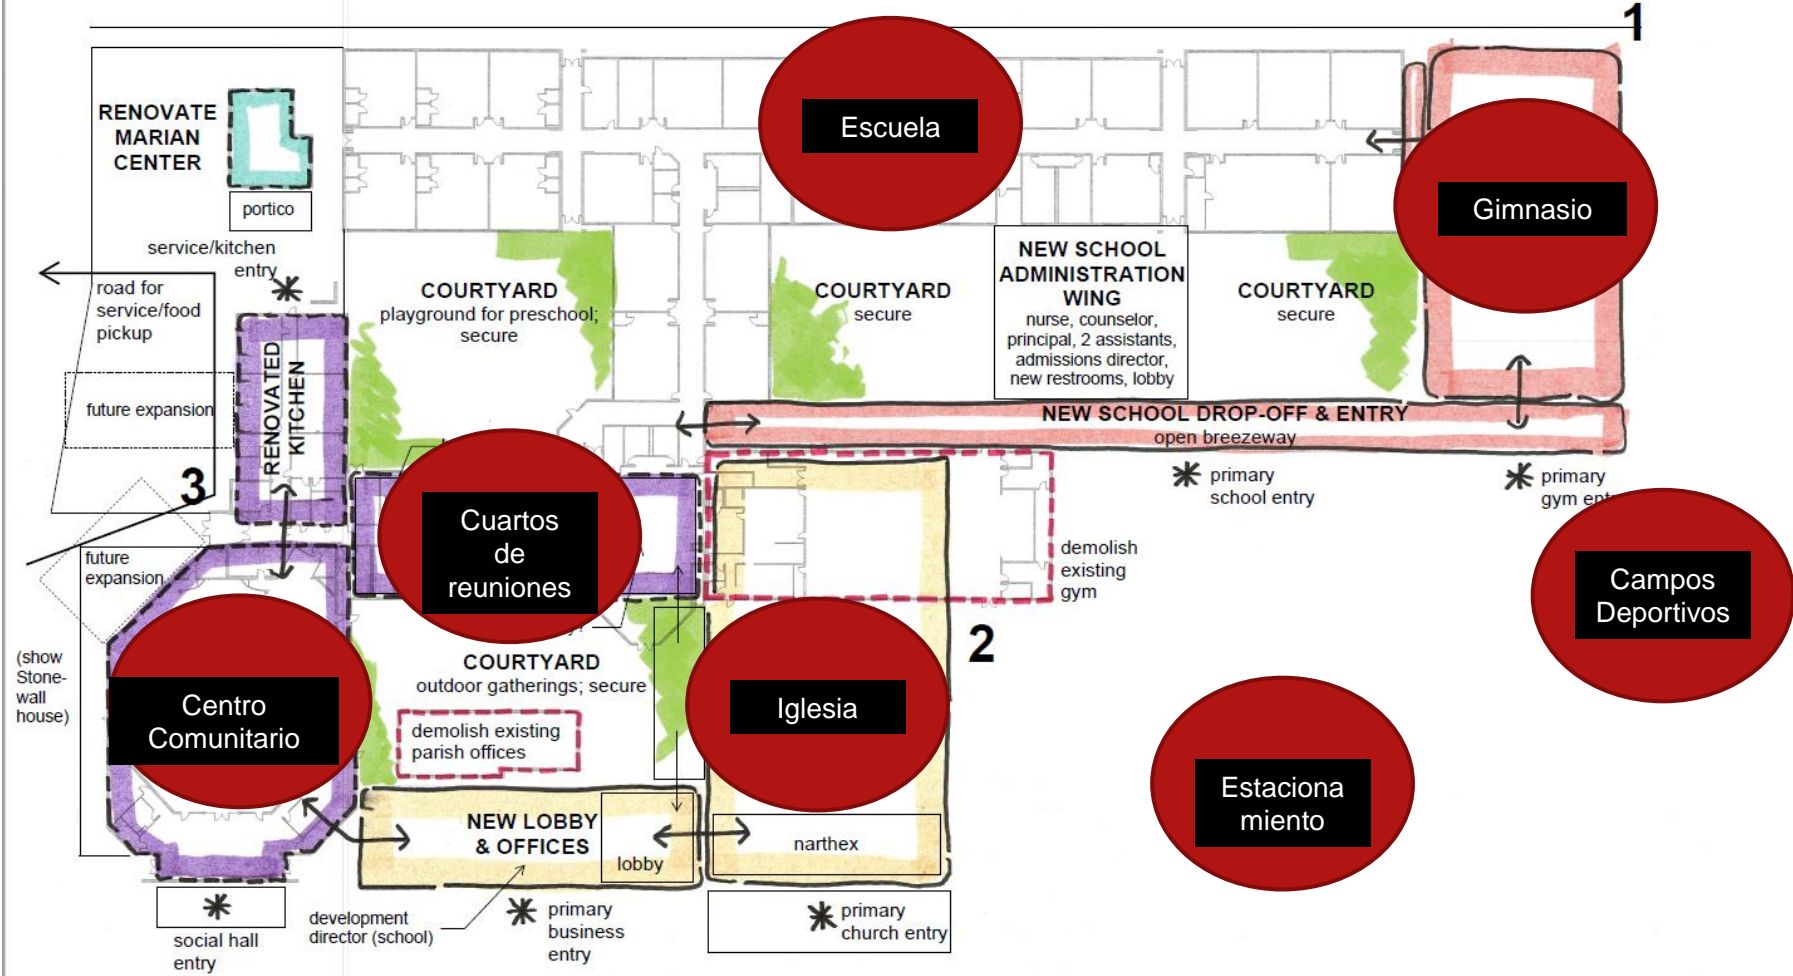 1
Escuela
RENOVATE
MARIAN
CENTER
portico
Gimnasio
service/kitchen
entry
road for
service/food
pickup
COURTYARD
playground for preschool;
secure
COURTYARD
secure
NEW SCHOOL
ADMINISTRATION
WING
nurse, counselor,
principal, 2 assistants,
admissions director,
new restrooms, lobby
COURTYARD
secure
RENOVATED
KITCHEN
future expansion
NEW SCHOOL DROP-OFF & ENTRY
open breezeway
3
primary
school entry
primary
gym
Cuartos
de
reuniones
future
expansion
demolish
existing
gym
Campos
Deportivos
2
(show
Stone-
wall
house)
COURTYARD
outdoor gatherings; secure
Centro
Comunitario
demolish existing
parish offices
Iglesia
Estaciona
miento
NEW LOBBY
& OFFICES
lobby
narthex
development
director (school)
primary
business
entry
primary
church entry
social hall
entry